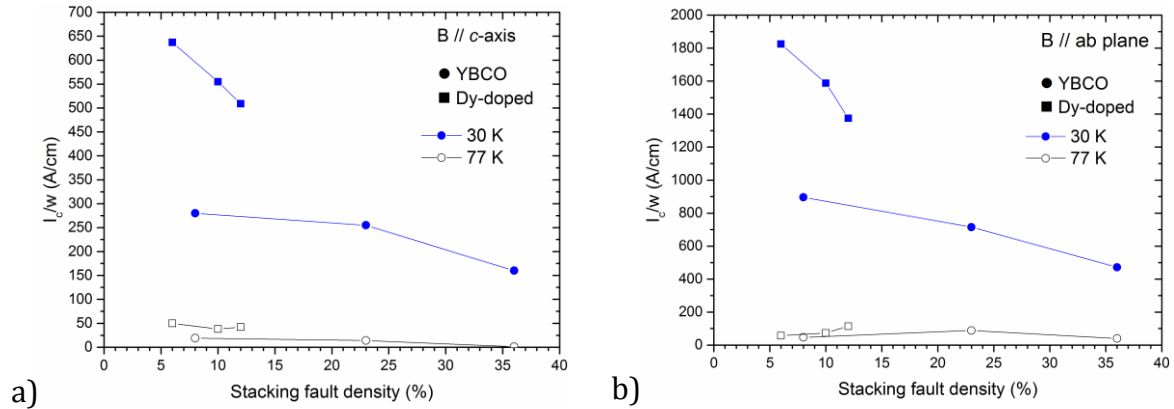 700
650
600
550
500
450
400
350
300
250
200
150
100
50
0
I_c/w (A/cm)
B // c-axis
YBCO
Dy-doped
30 K
77 K
0 5 10 15 20 25 30 35 40
Stacking fault density (%)
a)
2000
1800
1600
1400
1200
1000
800
600
400
200
0
I_c/w (A/cm)
B // ab plane
YBCO
Dy-doped
30 K
77 K
0 5 10 15 20 25 30 35 40
Stacking fault density (%)
b)